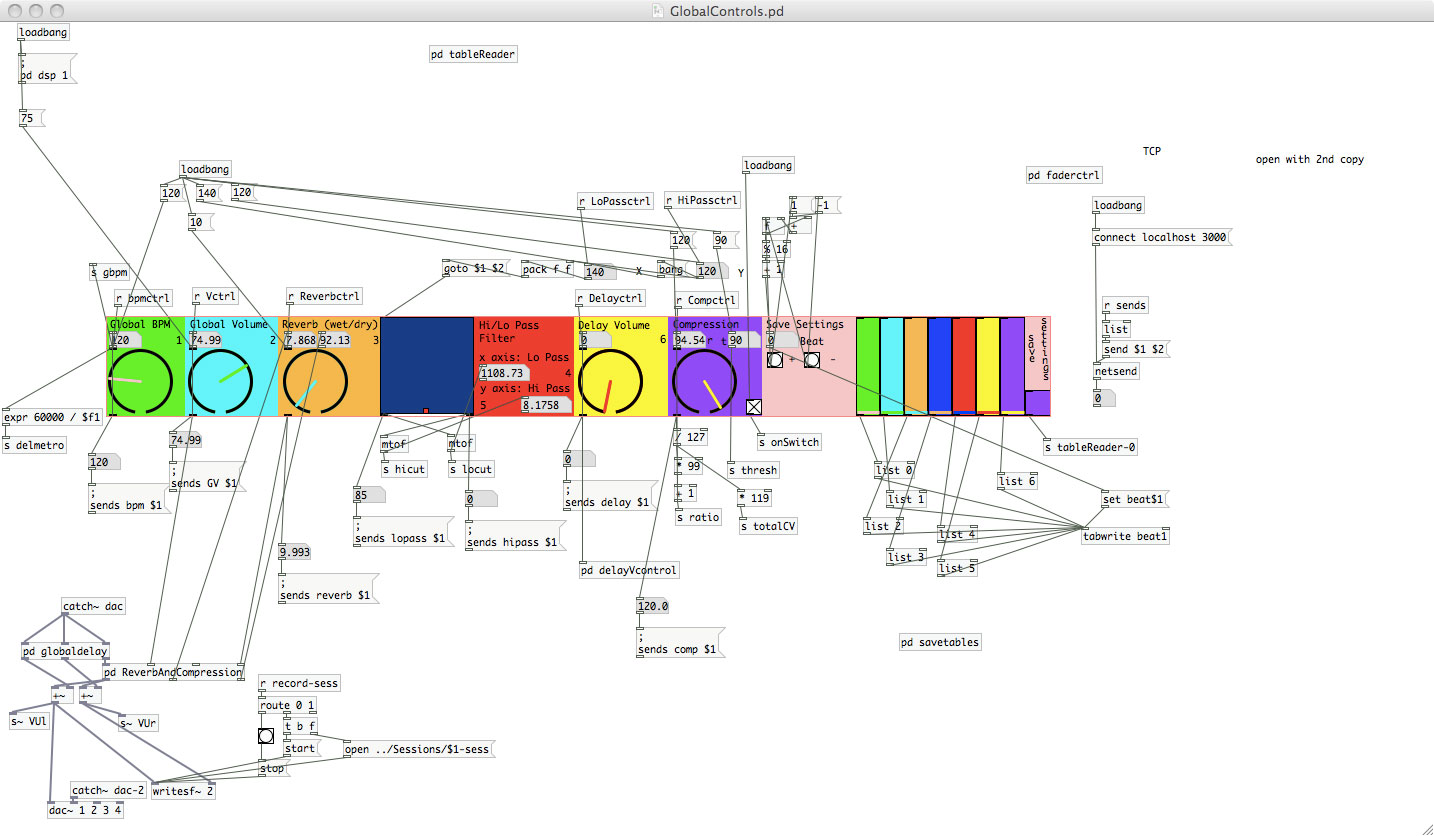 GlobalControls.pd
loadbang
pd tableReader
;
pd dsp 1
75
TCP
open with 2nd copy
loadbang
loadbang
pd faderctrl
120
140
120
r LoPassctrl
r HiPassctrl
1
-1
loadbang
10
f
+
120
90
connect localhost 3000
% 16
s gbpm
goto $1 $2
pack f f
140
X
bang
120
Y
+ 1
r bpmctrl
r Vctrl
r Reverbctrl
r Delayctrl
r Compctrl
r sends
Global BPM
Global Volume
Reverb (wet/dry)
Hi/Lo Pass
Filter
Delay Volume
Compression
Save Settings
save
settings
list
120
1
74.99
2
7.868
92.13
3
0
6
94.54
r t
90
0
Beat
send $1 $2
x axis: Lo Pass
+
-
1108.73
4
netsend
y axis: Hi Pass
5
8.1758
0
expr 60000 / $f1
s delmetro
74.99
mtof
mtof
/ 127
s onSwitch
s tableReader-0
120
s hicut
s locut
0
* 99
s thresh
list 0
list 6
;
sends GV $1
;
sends bpm $1
85
0
;
sends delay $1
+ 1
* 119
list 1
set beat$1
s ratio
s totalCV
list 2
list 4
tabwrite beat1
;
sends lopass $1
;
sends hipass $1
9.993
list 3
list 5
pd delayVcontrol
;
sends reverb $1
catch~ dac
120.0
;
sends comp $1
pd savetables
pd globaldelay
pd ReverbAndCompression
r record-sess
+~
+~
route 0 1
s~ VUl
s~ VUr
t b f
start
open ../Sessions/$1-sess
stop
catch~ dac-2
writesf~ 2
dac~ 1 2 3 4